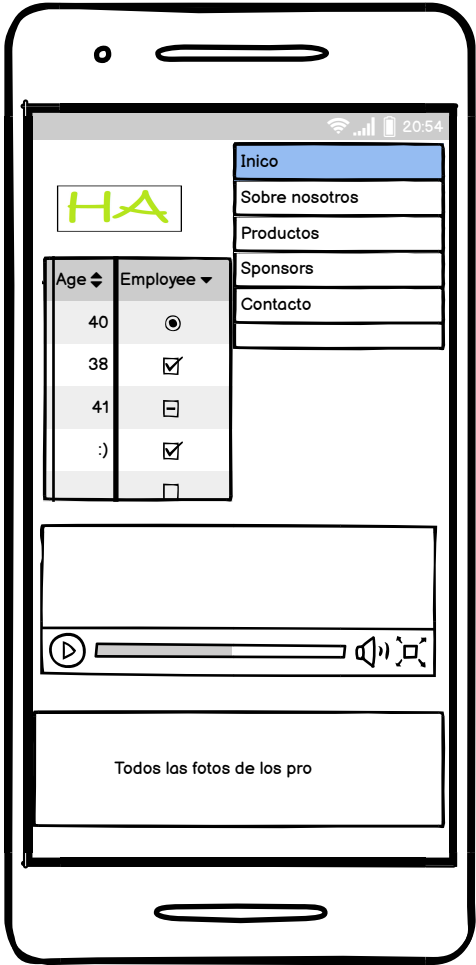 20:54
Inico
Sobre nosotros
Productos
Sponsors
Contacto
HA
Age Employee
40
38
41
:)
Todos las fotos de los pro